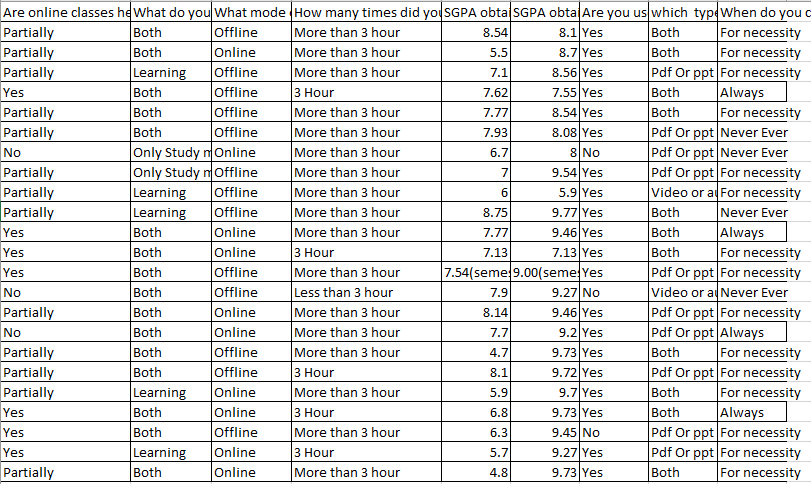 Are online classes he What do you What mode How many times did you SGPA obta SGPA obta Are you us which type When do you
Partially Both Offline More than 3 hour 8.54 8.1 Yes Both For necessity
Partially Both Online More than 3 hour 5.5 8.7 Yes Both For necessity
Partially Learning Offline More than 3 hour 7.1 8.56 Yes Pdf Or ppt For necessity
Yes Both Offline 3 Hour 7.62 7.55 Yes Both Always
Partially Both Offline More than 3 hour 7.77 8.54 Yes Both For necessity
Partially Both Offline More than 3 hour 7.93 8.08 Yes Pdf Or ppt Never Ever
No Only Study m Online More than 3 hour 6.7 8 No Pdf Or ppt Never Ever
Partially Only Study m Offline More than 3 hour 7 9.54 Yes Pdf Or ppt For necessity
Partially Learning Offline More than 3 hour 6 5.9 Yes Video or au For necessity
Partially Learning Offline More than 3 hour 8.75 9.77 Yes Both Never Ever
Yes Both Online More than 3 hour 7.77 9.46 Yes Both Always
Yes Both Online 3 Hour 7.13 7.13 Yes Both For necessity
Yes Both Offline More than 3 hour 7.54(semes 9.00(semes Yes Pdf Or ppt For necessity
No Both Offline Less than 3 hour 7.9 9.27 No Video or au Never Ever
Partially Both Online More than 3 hour 8.14 9.46 Yes Pdf Or ppt For necessity
No Both Online More than 3 hour 7.7 9.2 Yes Pdf Or ppt Always
Partially Both Offline More than 3 hour 4.7 9.73 Yes Both For necessity
Partially Both Offline 3 Hour 8.1 9.72 Yes Pdf Or ppt For necessity
Partially Learning Online More than 3 hour 5.9 9.7 Yes Both For necessity
Yes Both Online 3 Hour 6.8 9.73 Yes Both Always
Yes Both Offline More than 3 hour 6.3 9.45 No Pdf Or ppt For necessity
Yes Learning Online 3 Hour 5.7 9.27 Yes Pdf Or ppt For necessity
Partially Both Online More than 3 hour 4.8 9.73 Yes Both For necessity